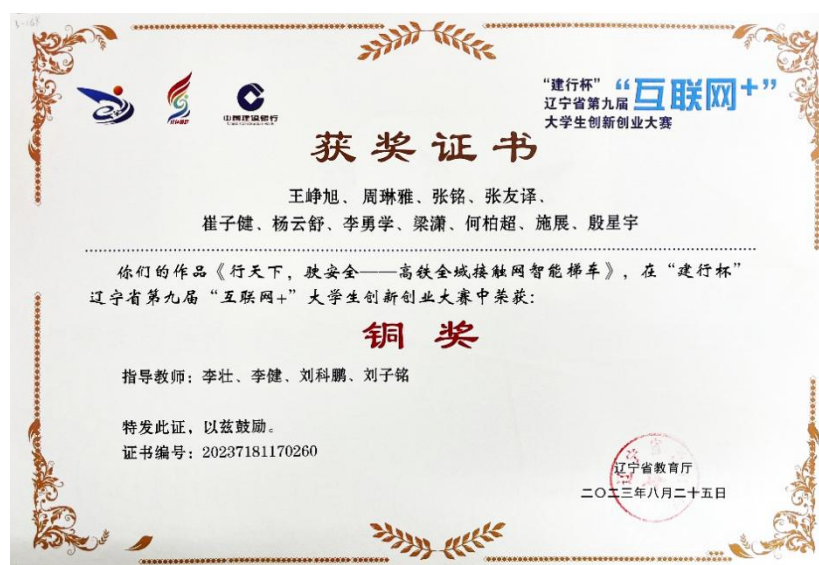 中国建设银行
“建行杯”
辽宁省第九届“互联网+”
大学生创新创业大赛
获奖证书
王峥旭、周琳雅、张铭、张友译、
崔子健、杨云舒、李勇学、梁潇、何柏超、施展、殷星宇
你们的作品《行天下，驶安全——高铁全域接触网智能梯车》，在“建行杯”
辽宁省第九届“互联网+”大学生创新创业大赛中荣获：
铜奖
指导教师：李壮、李健、刘科鹏、刘子铭
特发此证，以兹鼓励。
证书编号：20237181170260
辽宁省教育厅
二〇二三年八月二十五日